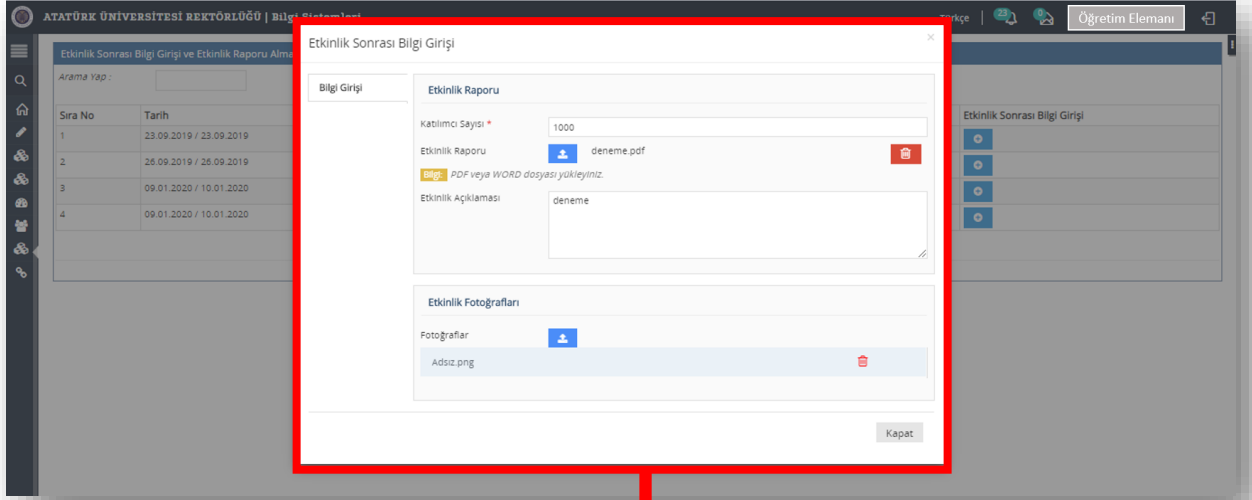 ATATÜRK ÜNİVERSİTESİ REKTÖRLÜĞÜ | Bilgi Sistemleri
Türkçe | 23 0 Öğretim Elemanı
Etkinlik Sonrası Bilgi Girişi ve Etkinlik Raporu Alma
Arama Yap :
Sıra No Tarih Etkinlik Sonrası Bilgi Girişi
1 23.09.2019 / 23.09.2019
2 26.09.2019 / 26.09.2019
3 09.01.2020 / 10.01.2020
4 09.01.2020 / 10.01.2020
Etkinlik Sonrası Bilgi Girişi ×
Bilgi Girişi
Etkinlik Raporu
Katılımcı Sayısı * 1000
Etkinlik Raporu deneme.pdf
Bilgi: PDF veya WORD dosyası yükleyiniz.
Etkinlik Açıklaması deneme
Etkinlik Fotoğrafları
Fotoğraflar
Adsız.png
Kapat